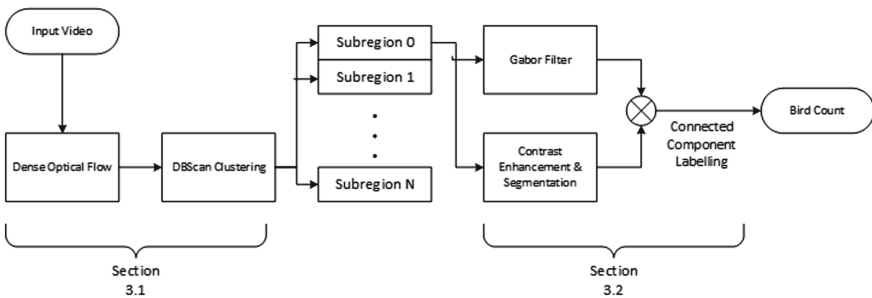 Input Video
Dense Optical Flow
DBScan Clustering
Subregion 0
Subregion 1
Subregion N
Gabor Filter
Contrast
Enhancement &
Segmentation
Connected
Component
Labelling
Bird Count
Section
3.1
Section
3.2